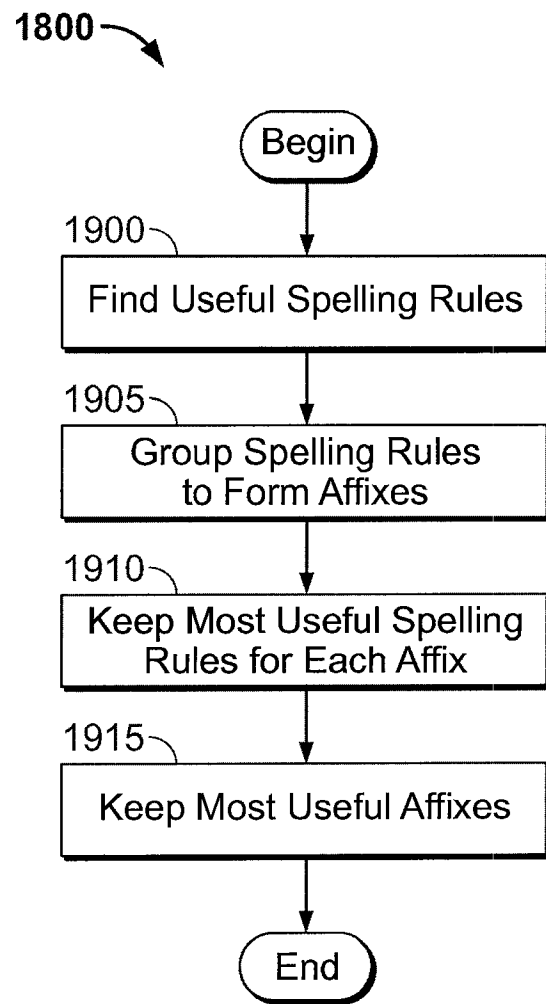 1800
Begin
1900
Find Useful Spelling Rules
1905
Group Spelling Rules
to Form Affixes
1910
Keep Most Useful Spelling
Rules for Each Affix
1915
Keep Most Useful Affixes
End